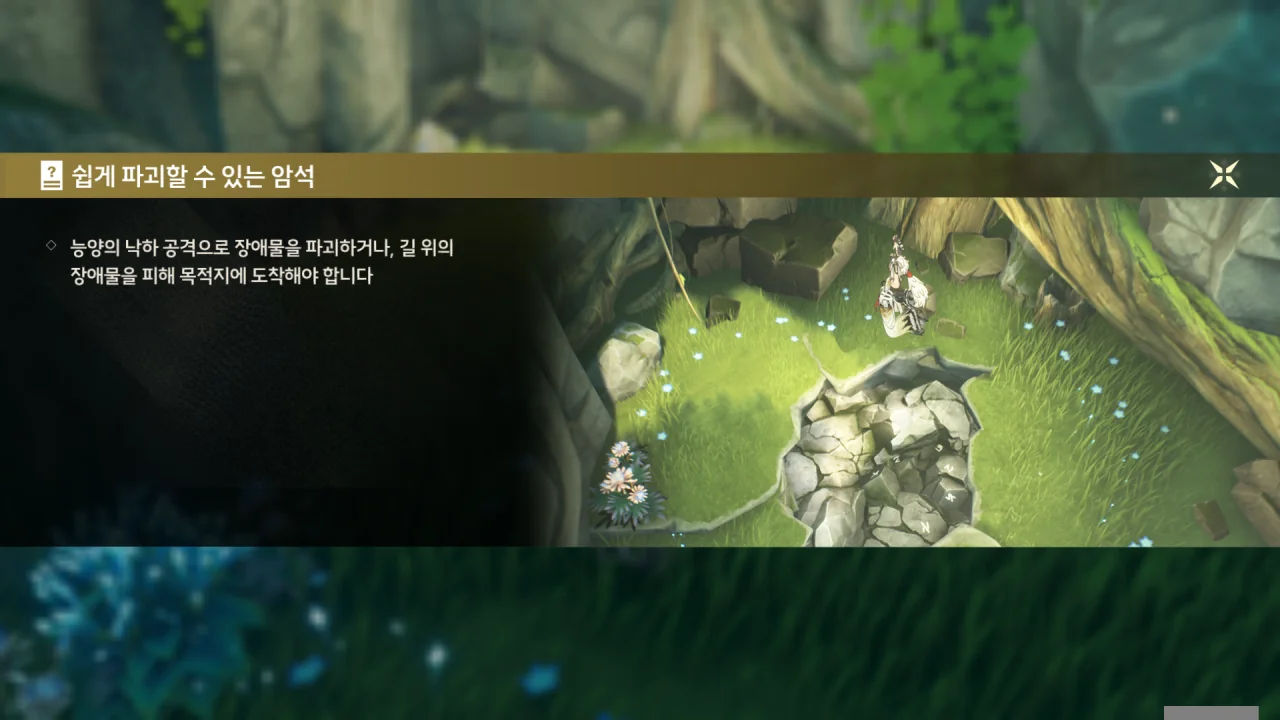 쉽게 파괴할 수 있는 암석
능양의 낙하 공격으로 장애물을 파괴하거나, 길 위의
장애물을 피해 목적지에 도착해야 합니다